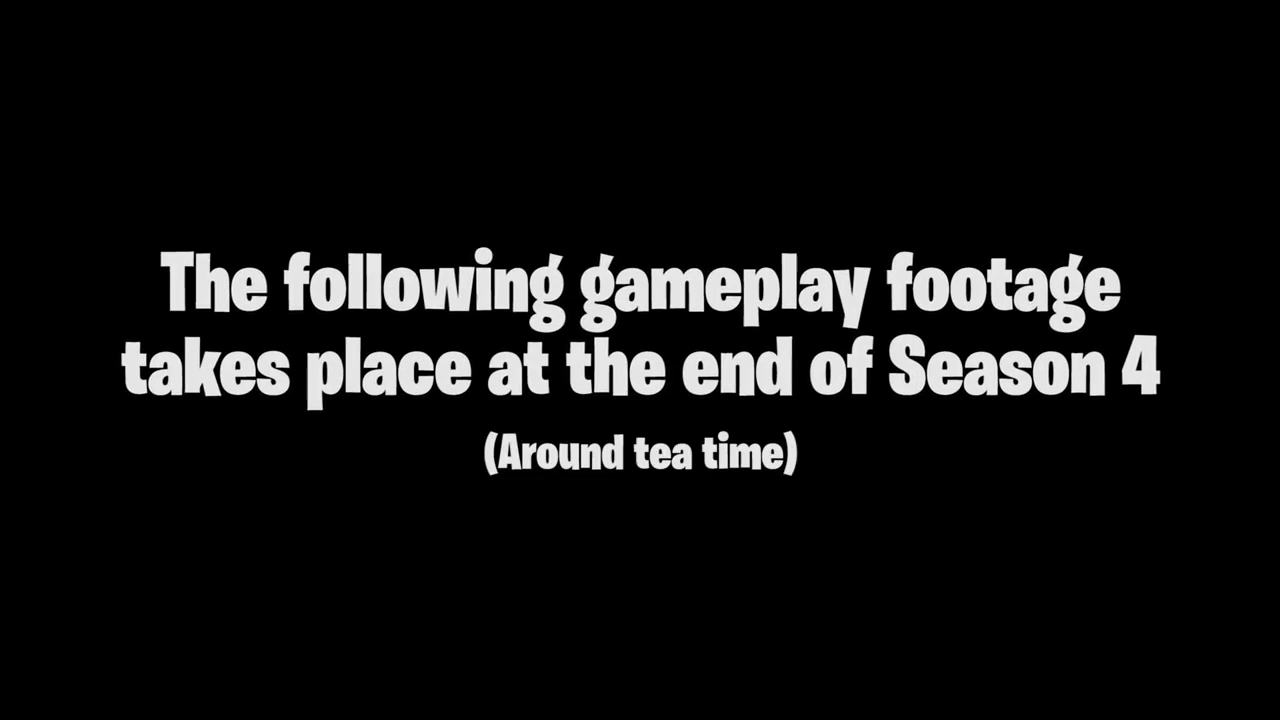 The following gameplay footage
takes place at the end of Season 4
(Around tea time)